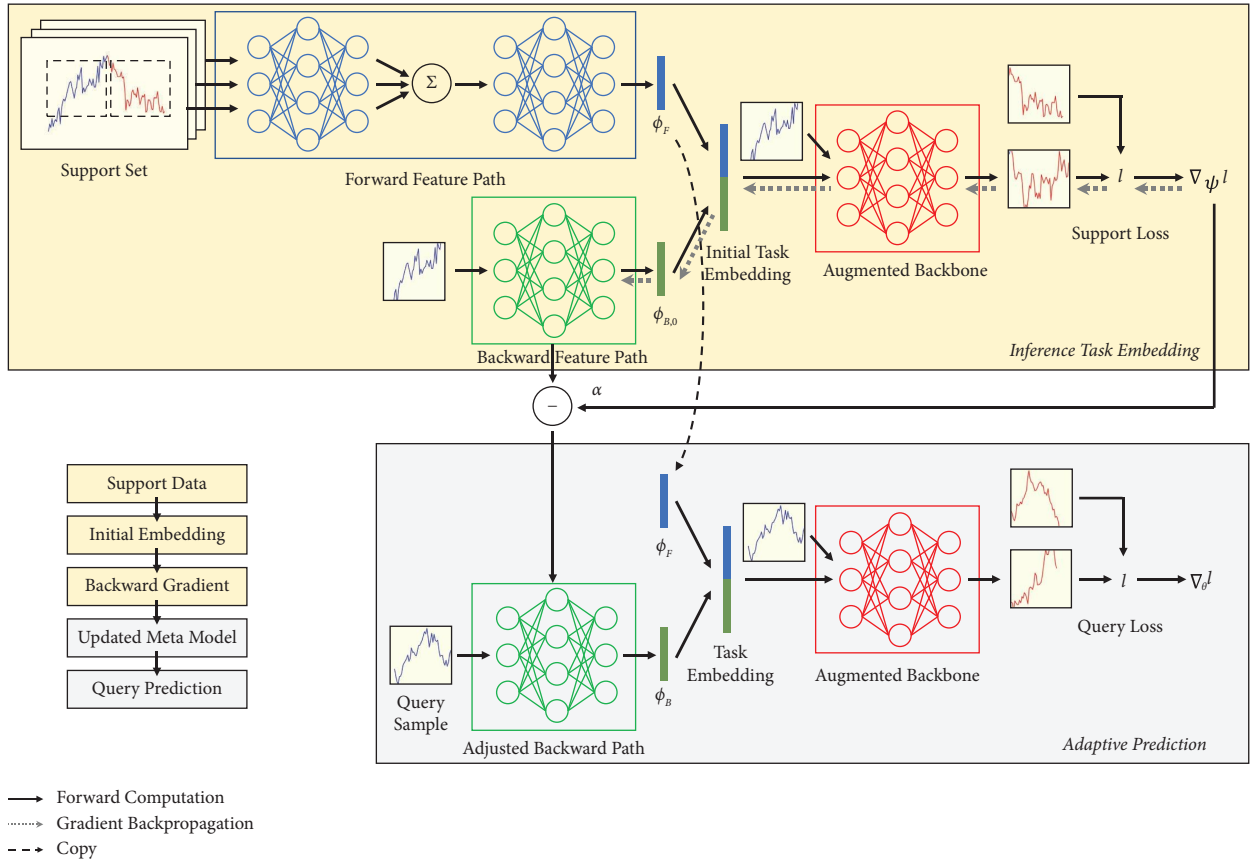 Support Set
Σ
Forward Feature Path
ϕF
Initial Task
Embedding
Augmented Backbone
l
∇ψ l
Support Loss
ϕB,0
Backward Feature Path
Inference Task Embedding
−
α
Support Data
Initial Embedding
Backward Gradient
Updated Meta Model
Query Prediction
ϕF
Query
Sample
Adjusted Backward Path
ϕB
Task
Embedding
Augmented Backbone
l
∇θ l
Query Loss
Adaptive Prediction
Forward Computation
Gradient Backpropagation
Copy